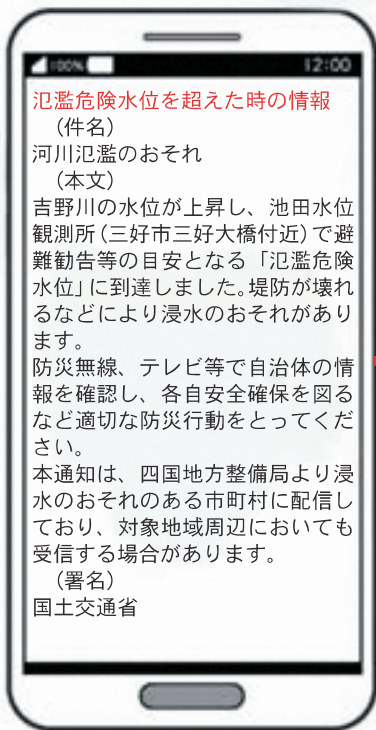 100%
12:00
氾濫危険水位を超えた時の情報
(件名)
河川氾濫のおそれ
(本文)
吉野川の水位が上昇し、池田水位
観測所(三好市三好大橋付近)で避
難勧告等の目安となる「氾濫危険
水位」に到達しました。堤防が壊れ
るなどにより浸水のおそれがあり
ます。
防災無線、テレビ等で自治体の情
報を確認し、各自安全確保を図る
など適切な防災行動をとってくだ
さい。
本通知は、四国地方整備局より浸
水のおそれのある市町村に配信し
ており、対象地域周辺においても
受信する場合があります。
(署名)
国土交通省